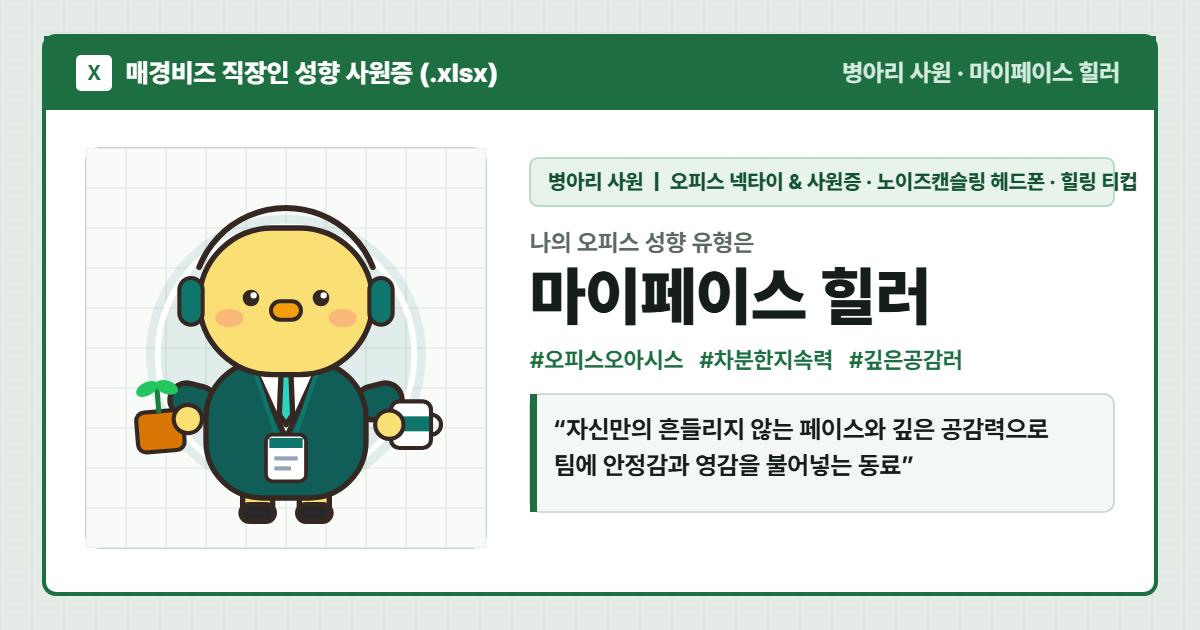 X 매경비즈 직장인 성향 사원증 (.xlsx)
병아리 사원 · 마이페이스 힐러
병아리 사원 | 오피스 넥타이 & 사원증 · 노이즈캔슬링 헤드폰 · 힐링 티컵
나의 오피스 성향 유형은
마이페이스 힐러
#오피스오아시스 #차분한지속력 #깊은공감러
“자신만의 흔들리지 않는 페이스와 깊은 공감력으로
팀에 안정감과 영감을 불어넣는 동료”